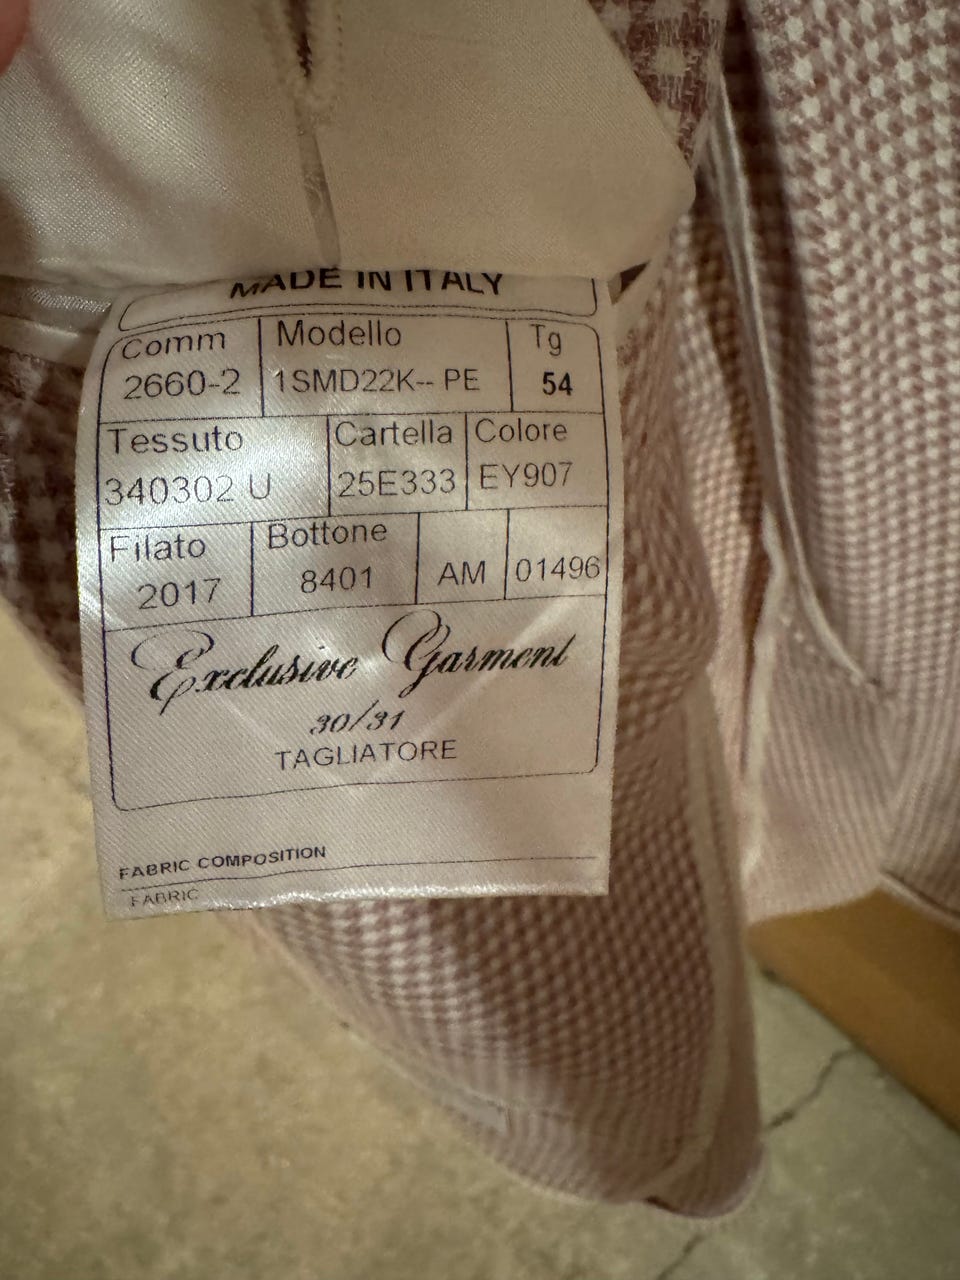 MADE IN ITALY
Comm Modello Tg
2660-2 1SMD22K-- PE 54
Tessuto Cartella Colore
340302 U 25E333 EY907
Filato Bottone
2017 8401 AM 01496
Exclusive Garment
30/31
TAGLIATORE
FABRIC COMPOSITION
FABRIC